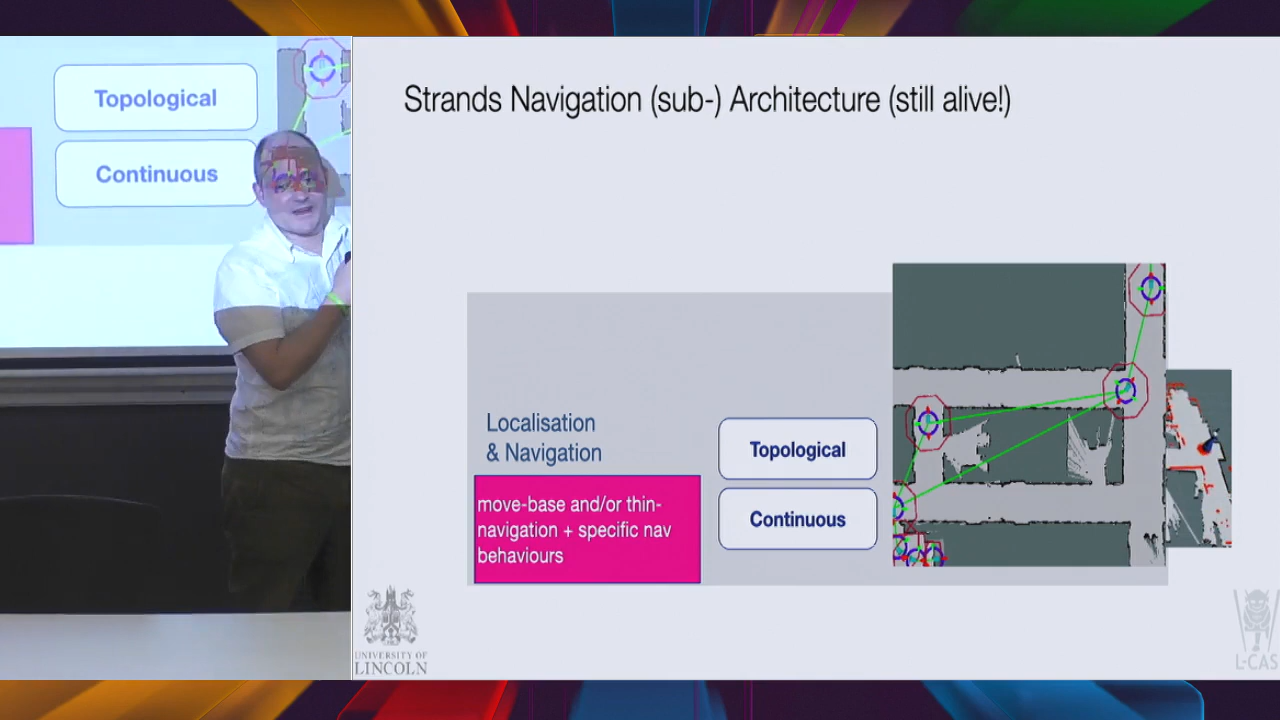 Topological
Continuous
Strands Navigation (sub-) Architecture (still alive!)
Localisation
& Navigation
move-base and/or thin-
navigation + specific nav
behaviours
Topological
Continuous
UNIVERSITY OF
LINCOLN
L-CAS